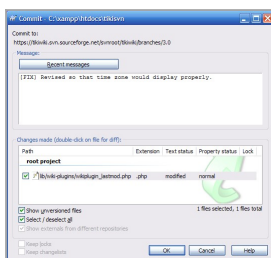 Commit - C:\xampp\htdocs\tikisvn
Commit to:
https://tikiwiki.svn.sourceforge.net/svnroot/tikiwiki/branches/3.0
Message:
Recent messages
[FIX] Revised so that time zone would display properly.
Changes made (double-click on file for diff):
Path Extension Text status Property status Lock
root project
lib/wiki-plugins/wikiplugin_lastmod.php .php modified normal
Show unversioned files
1 files selected, 1 files total
Select / deselect all
Show externals from different repositories
Keep locks
Keep changelists
OK Cancel Help